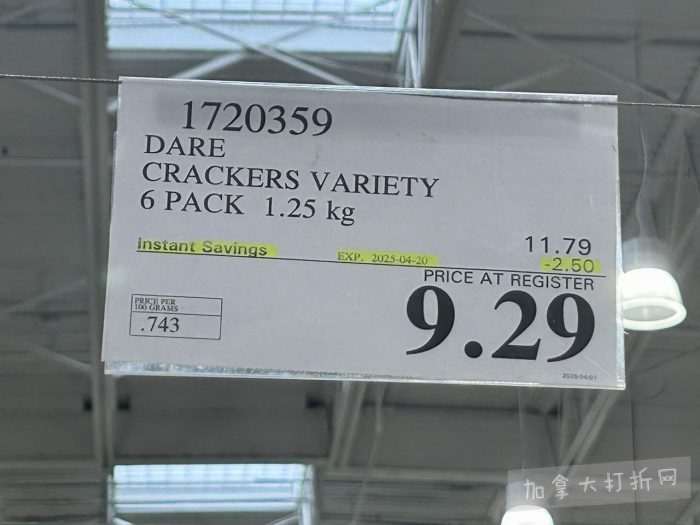 1720359
DARE
CRACKERS VARIETY
6 PACK 1.25 kg
11.79
Instant Savings EXP. 2025-04-20 -2.50
PRICE AT REGISTER
9.29
PRICE PER
100 GRAMS
.743
加拿大打折网